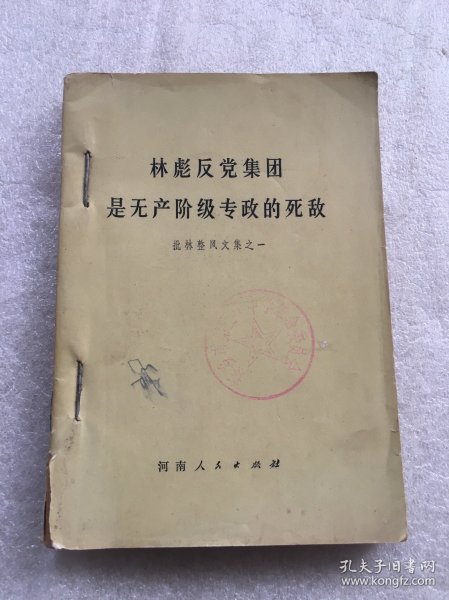 林彪反党集团
是无产阶级专政的死敌
批林整风文集之一
河南人民出版社
孔夫子旧书网
www.kongfz.com